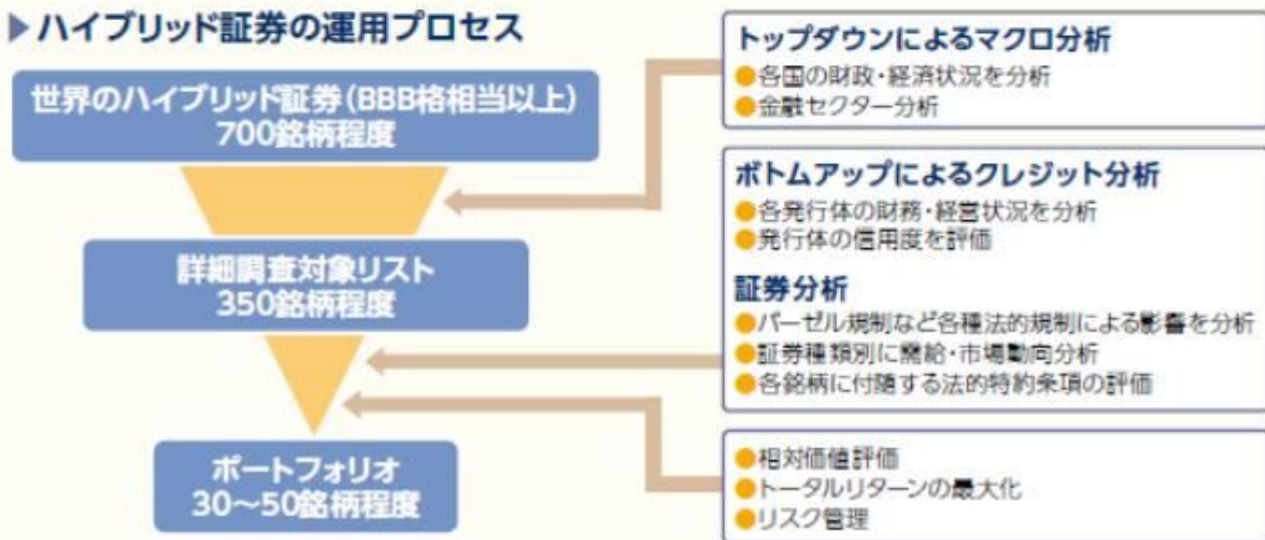 ▶ハイブリッド証券の運用プロセス
世界のハイブリッド証券(BBB格相当以上)
700銘柄程度
詳細調査対象リスト
350銘柄程度
ポートフォリオ
30～50銘柄程度
トップダウンによるマクロ分析
●各国の財政・経済状況を分析
●金融セクター分析
ボトムアップによるクレジット分析
●各発行体の財務・経営状況を分析
●発行体の信用度を評価
証券分析
●バーゼル規制など各種法的規制による影響を分析
●証券種類別に需給・市場動向分析
●各銘柄に付随する法的特約条項の評価
●相対価値評価
●トータルリターンの最大化
●リスク管理